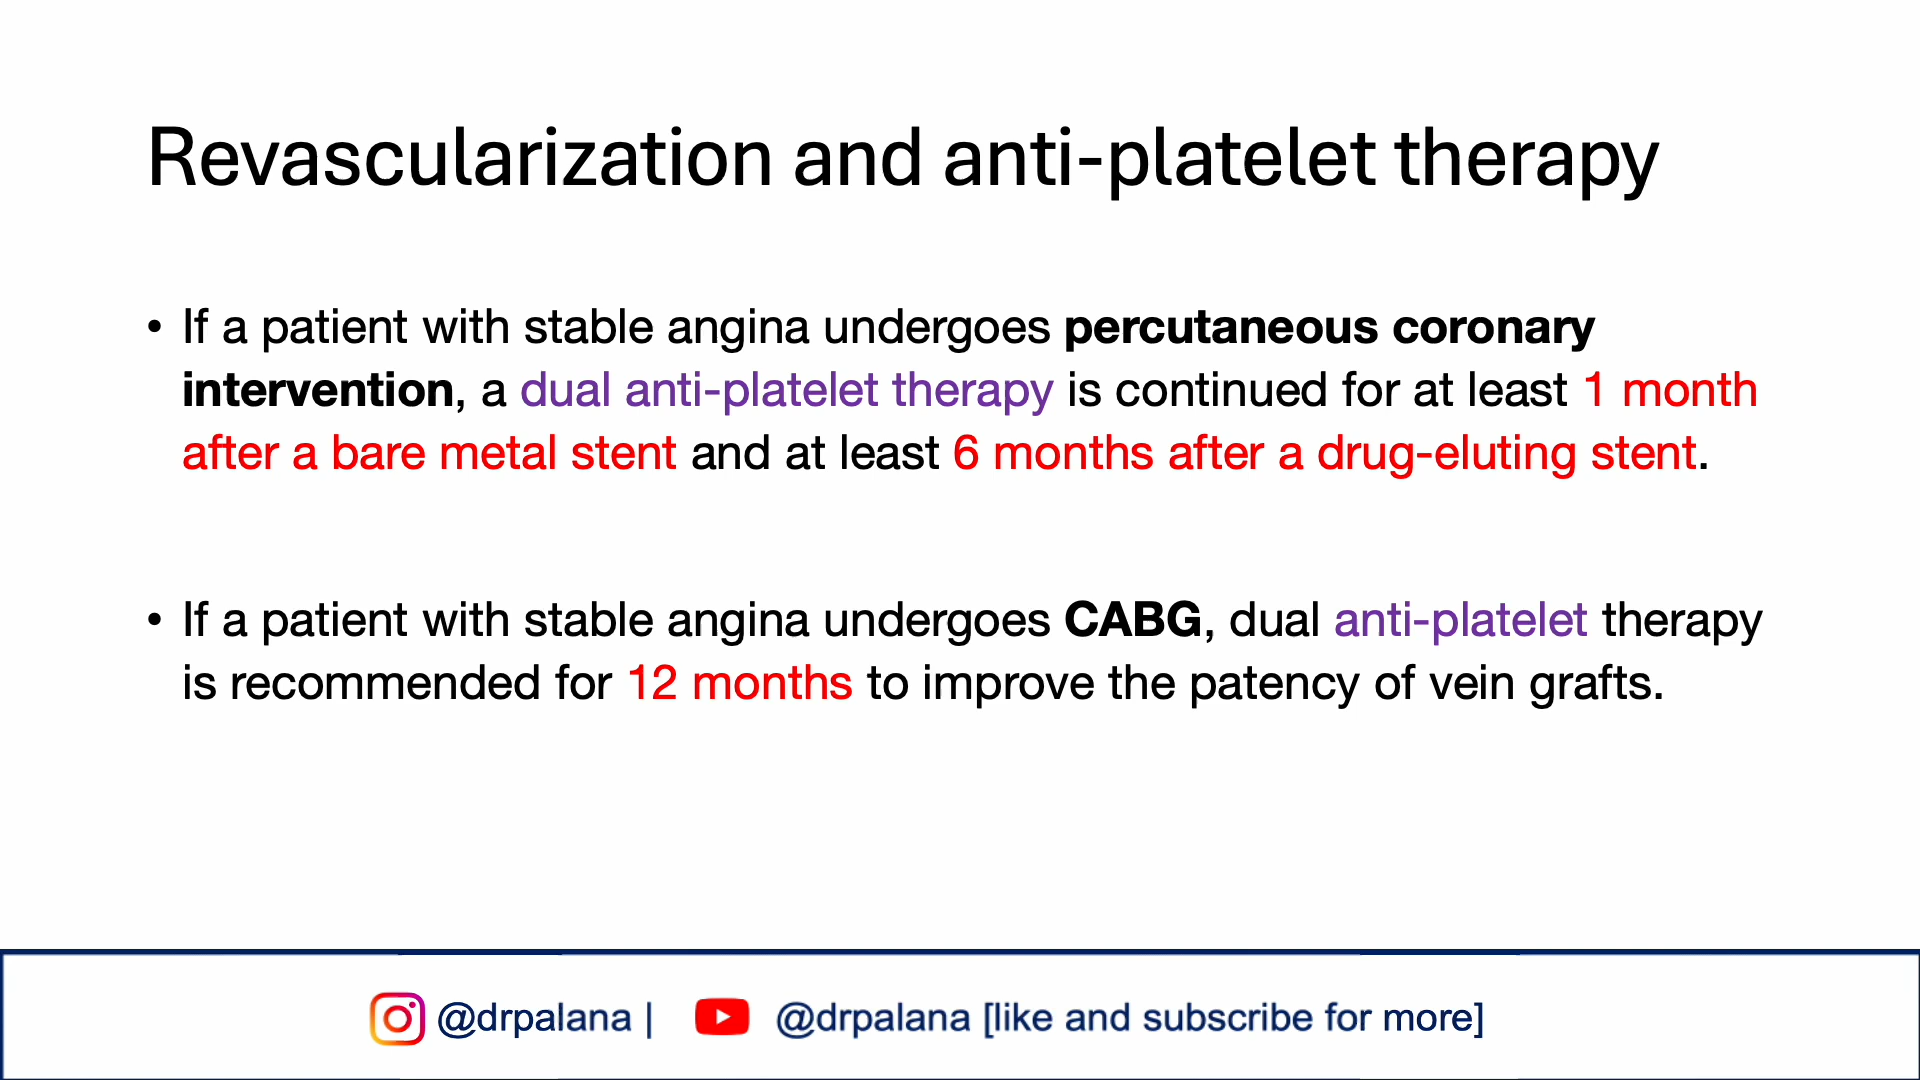 Revascularization and anti-platelet therapy
• If a patient with stable angina undergoes percutaneous coronary
intervention, a dual anti-platelet therapy is continued for at least 1 month
after a bare metal stent and at least 6 months after a drug-eluting stent.
• If a patient with stable angina undergoes CABG, dual anti-platelet therapy
is recommended for 12 months to improve the patency of vein grafts.
@drpalana | @drpalana [like and subscribe for more]